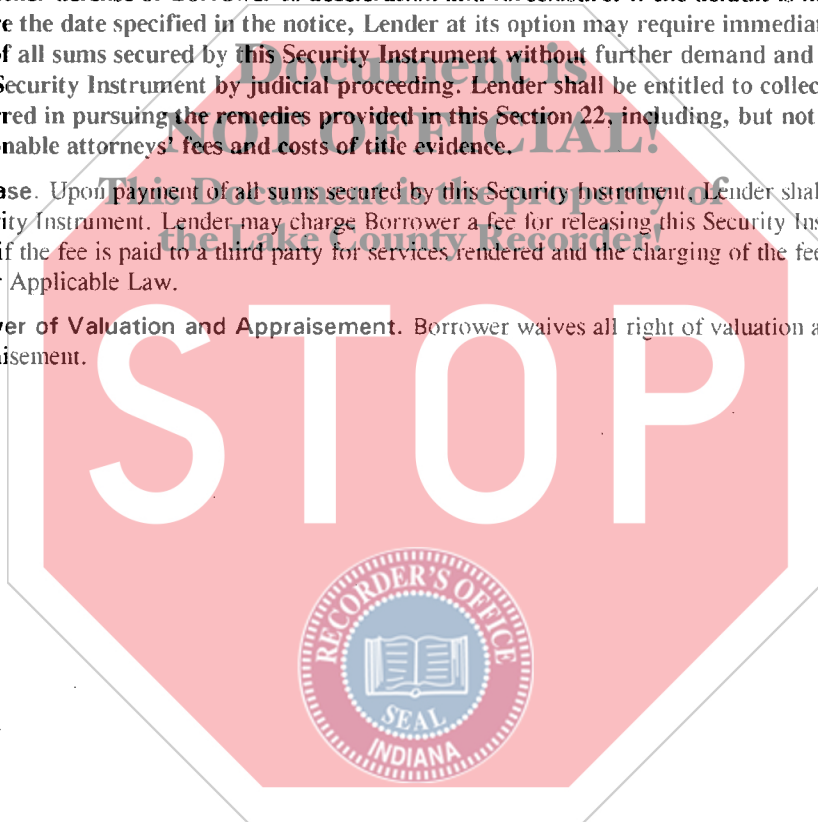 re the date specified in the notice, Lender at its option may require immediat
of all sums secured by this Security Instrument without further demand and
Security Instrument by judicial proceeding. Lender shall be entitled to collec
red in pursuing the remedies provided in this Section 22, including, but not
nable attorneys' fees and costs of title evidence.
ase. Upon payment of all sums secured by this Security Instrument, Lender shal
ity Instrument. Lender may charge Borrower a fee for releasing this Security Ins
if the fee is paid to a third party for services rendered and the charging of the fee
r Applicable Law.
ver of Valuation and Appraisement. Borrower waives all right of valuation a
aisement.
Document is
NOT OFFICIAL!
This Document is the property of
the Lake County Recorder!
STOP
RECORDER'S OFFICE
SEAL
INDIANA